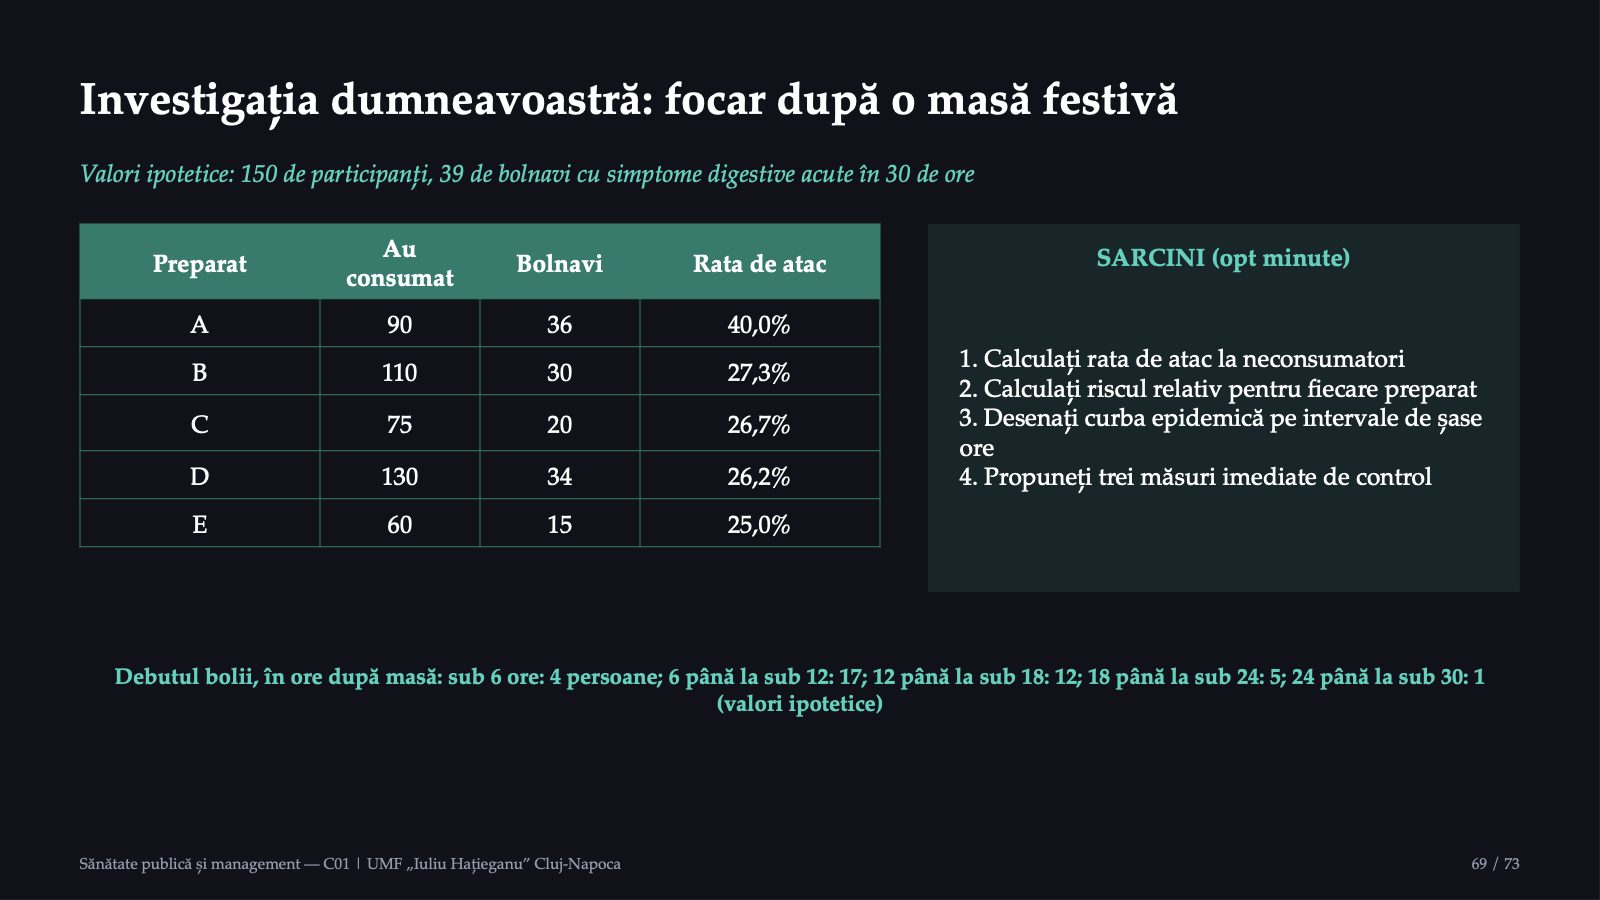 Investigația dumneavoastră: focar după o masă festivă
Valori ipotetice: 150 de participanți, 39 de bolnavi cu simptome digestive acute în 30 de ore
Preparat Au consumat Bolnavi Rata de atac
A 90 36 40,0%
B 110 30 27,3%
C 75 20 26,7%
D 130 34 26,2%
E 60 15 25,0%
SARCINI (opt minute)
1. Calculați rata de atac la neconsumatori
2. Calculați riscul relativ pentru fiecare preparat
3. Desenați curba epidemică pe intervale de șase
ore
4. Propuneți trei măsuri imediate de control
Debutul bolii, în ore după masă: sub 6 ore: 4 persoane; 6 până la sub 12: 17; 12 până la sub 18: 12; 18 până la sub 24: 5; 24 până la sub 30: 1
(valori ipotetice)
Sănătate publică și management — C01 | UMF „Iuliu Hațieganu” Cluj-Napoca
69 / 73